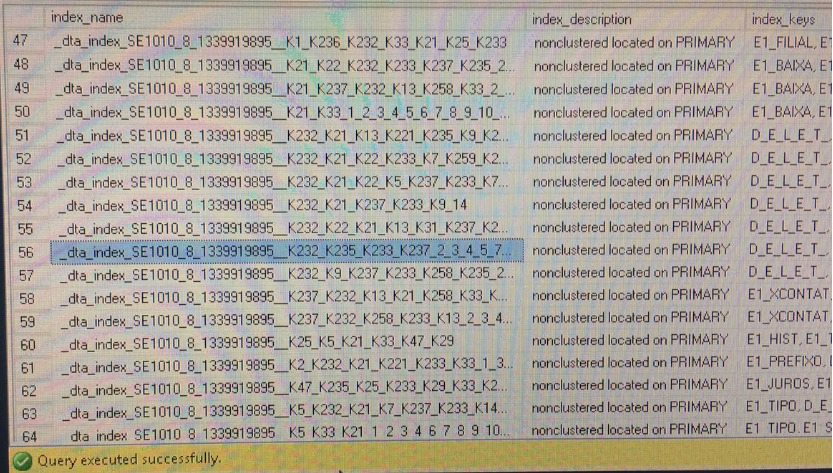 index_name index_description index_keys
47 _dta_index_SE1010_8_1339919895__K1_K236_K232_K33_K21_K25_K233 nonclustered located on PRIMARY E1_FILIAL, E1
48 _dta_index_SE1010_8_1339919895__K21_K22_K232_K233_K237_K235_2... nonclustered located on PRIMARY E1_BAIXA, E1
49 _dta_index_SE1010_8_1339919895__K21_K237_K232_K13_K258_K33_2_... nonclustered located on PRIMARY E1_BAIXA, E1
50 _dta_index_SE1010_8_1339919895__K21_K33_1_2_3_4_5_6_7_8_9_10_... nonclustered located on PRIMARY E1_BAIXA, E1
51 _dta_index_SE1010_8_1339919895__K232_K21_K13_K221_K235_K9_K2... nonclustered located on PRIMARY D_E_L_E_T_,
52 _dta_index_SE1010_8_1339919895__K232_K21_K22_K233_K7_K259_K2... nonclustered located on PRIMARY D_E_L_E_T_,
53 _dta_index_SE1010_8_1339919895__K232_K21_K22_K5_K237_K233_K7... nonclustered located on PRIMARY D_E_L_E_T_,
54 _dta_index_SE1010_8_1339919895__K232_K21_K237_K233_K9_14 nonclustered located on PRIMARY D_E_L_E_T_,
55 _dta_index_SE1010_8_1339919895__K232_K22_K21_K13_K31_K237_K2... nonclustered located on PRIMARY D_E_L_E_T_,
56 _dta_index_SE1010_8_1339919895__K232_K235_K233_K237_2_3_4_5_7... nonclustered located on PRIMARY D_E_L_E_T_,
57 _dta_index_SE1010_8_1339919895__K232_K9_K237_K233_K258_K235_2... nonclustered located on PRIMARY D_E_L_E_T_,
58 _dta_index_SE1010_8_1339919895__K237_K232_K13_K21_K258_K33_K... nonclustered located on PRIMARY E1_XCONTAT,
59 _dta_index_SE1010_8_1339919895__K237_K232_K258_K233_K13_2_3_4... nonclustered located on PRIMARY E1_XCONTAT,
60 _dta_index_SE1010_8_1339919895__K25_K5_K21_K33_K47_K29 nonclustered located on PRIMARY E1_HIST, E1_T
61 _dta_index_SE1010_8_1339919895__K2_K232_K21_K221_K233_K33_1_3... nonclustered located on PRIMARY E1_PREFIXO, D
62 _dta_index_SE1010_8_1339919895__K47_K235_K25_K233_K29_K33_K2... nonclustered located on PRIMARY E1_JUROS, E1
63 _dta_index_SE1010_8_1339919895__K5_K232_K21_K7_K237_K233_K14... nonclustered located on PRIMARY E1_TIPO, D_E_
64 _dta_index_SE1010_8_1339919895__K5_K33_K21_1_2_3_4_6_7_8_9_10... nonclustered located on PRIMARY E1_TIPO, E1_S
Query executed successfully.